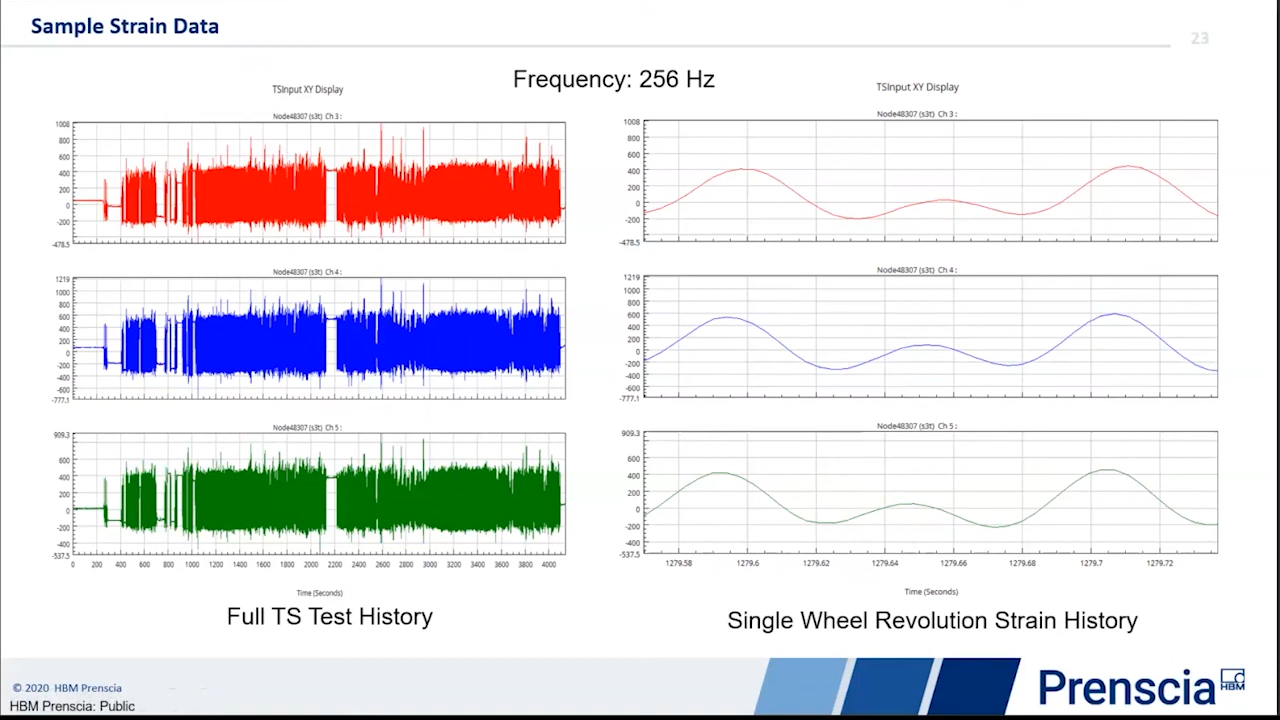 Sample Strain Data
23
Frequency: 256 Hz
TSInput XY Display
Node48307 (s3t) Ch 3 :
1008
800
600
400
200
0
-200
-478.5
Node48307 (s3t) Ch 4 :
1219
1000
800
600
400
200
0
-200
-400
-600
-777.1
Node48307 (s3t) Ch 5 :
909.3
600
400
200
0
-200
-400
-537.5
0 200 400 600 800 1000 1200 1400 1600 1800 2000 2200 2400 2600 2800 3000 3200 3400 3600 3800 4000
Time (Seconds)
Full TS Test History
TSInput XY Display
Node48307 (s3t) Ch 3 :
1008
800
600
400
200
0
-200
-478.5
Node48307 (s3t) Ch 4 :
1219
1000
800
600
400
200
0
-200
-400
-600
-777.1
Node48307 (s3t) Ch 5 :
909.3
600
400
200
0
-200
-400
-537.5
1279.58 1279.6 1279.62 1279.64 1279.66 1279.68 1279.7 1279.72
Time (Seconds)
Single Wheel Revolution Strain History
© 2020 HBM Prenscia
HBM Prenscia: Public
Prenscia
HBM